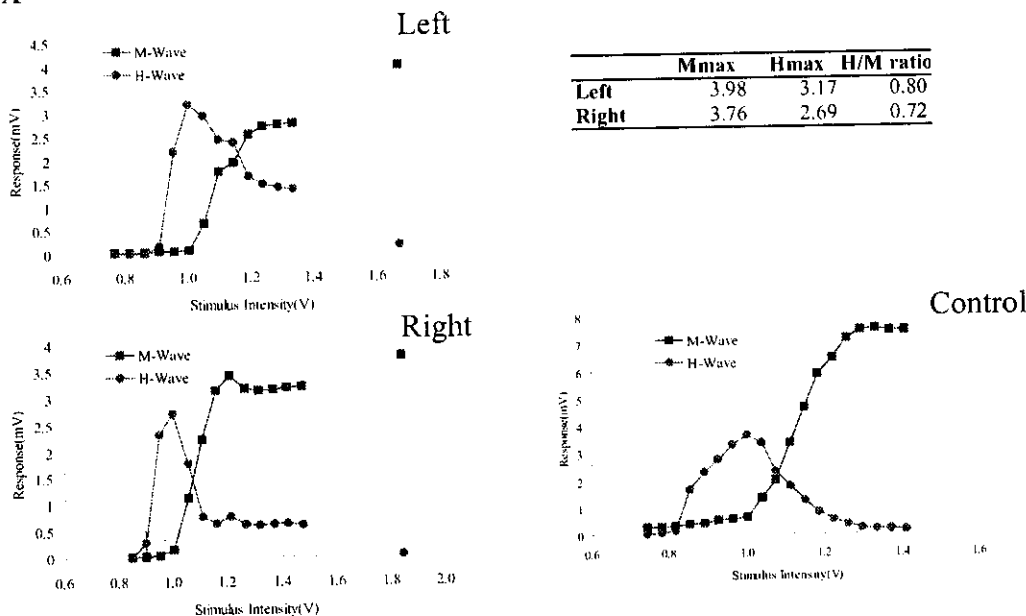 Left
4.5
4
3.5
3
2.5
2
1.5
1
0.5
0
Response(mV)
M-Wave
H-Wave
0.6 0.8 1.0 1.2 1.4 1.6 1.8
Stimulus Intensity(V)
Mmax Hmax H/M ratio
Left 3.98 3.17 0.80
Right 3.76 2.69 0.72
Right
4
3.5
3
2.5
2
1.5
1
0.5
0
Response(mV)
M-Wave
H-Wave
0.6 0.8 1.0 1.2 1.4 1.6 1.8 2.0
Stimulus Intensity(V)
Control
8
7
6
5
4
3
2
1
0
Response(mV)
M-Wave
H-Wave
0.6 0.8 1.0 1.2 1.4 1.6
Stimulus Intensity(V)